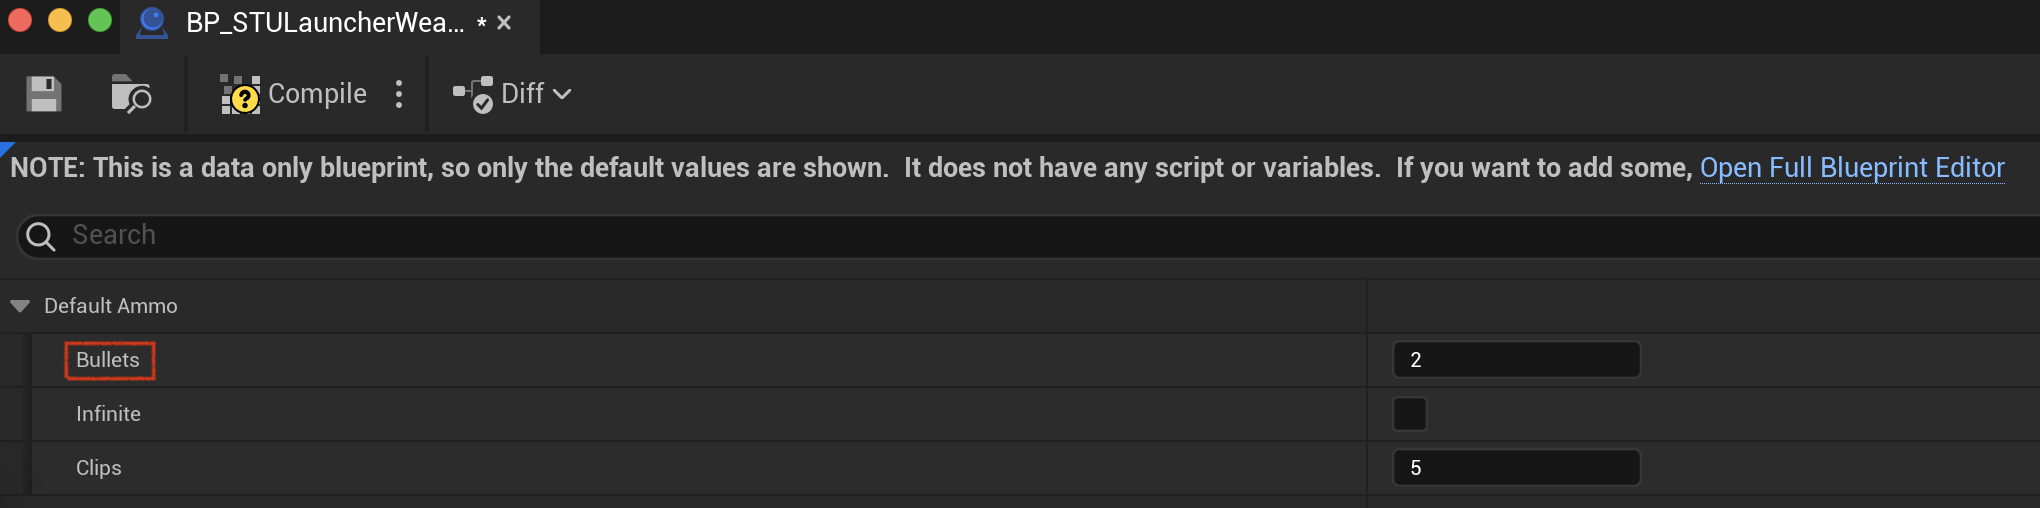 BP_STULauncherWea... *
Compile Diff
NOTE: This is a data only blueprint, so only the default values are shown.  It does not have any script or variables.  If you want to add some, Open Full Blueprint Editor
Search
Default Ammo
Bullets 2
Infinite
Clips 5